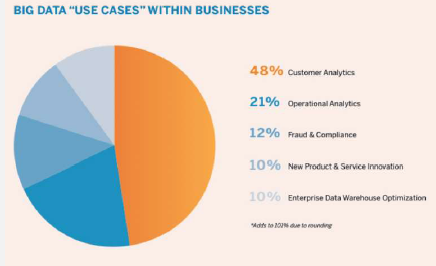 BIG DATA “USE CASES” WITHIN BUSINESSES
48% Customer Analytics
21% Operational Analytics
12% Fraud & Compliance
10% New Product & Service Innovation
10% Enterprise Data Warehouse Optimization
*Adds to 101% due to rounding